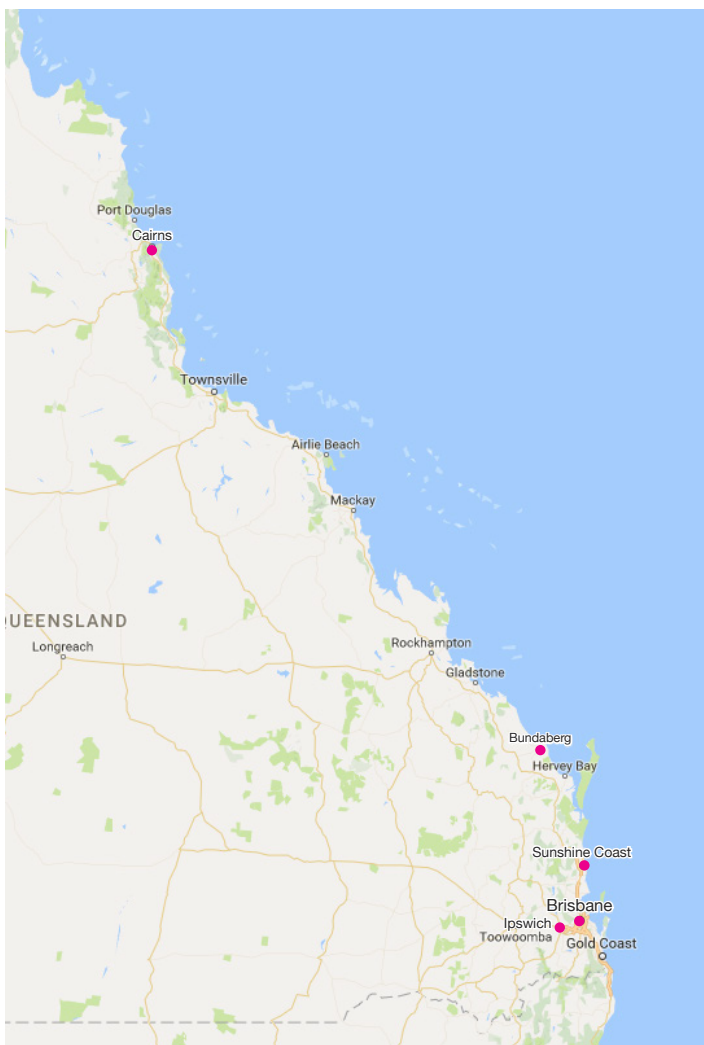 Port Douglas
Cairns
Townsville
Airlie Beach
Mackay
QUEENSLAND
Longreach
Rockhampton
Gladstone
Bundaberg
Hervey Bay
Sunshine Coast
Brisbane
Ipswich
Toowoomba
Gold Coast